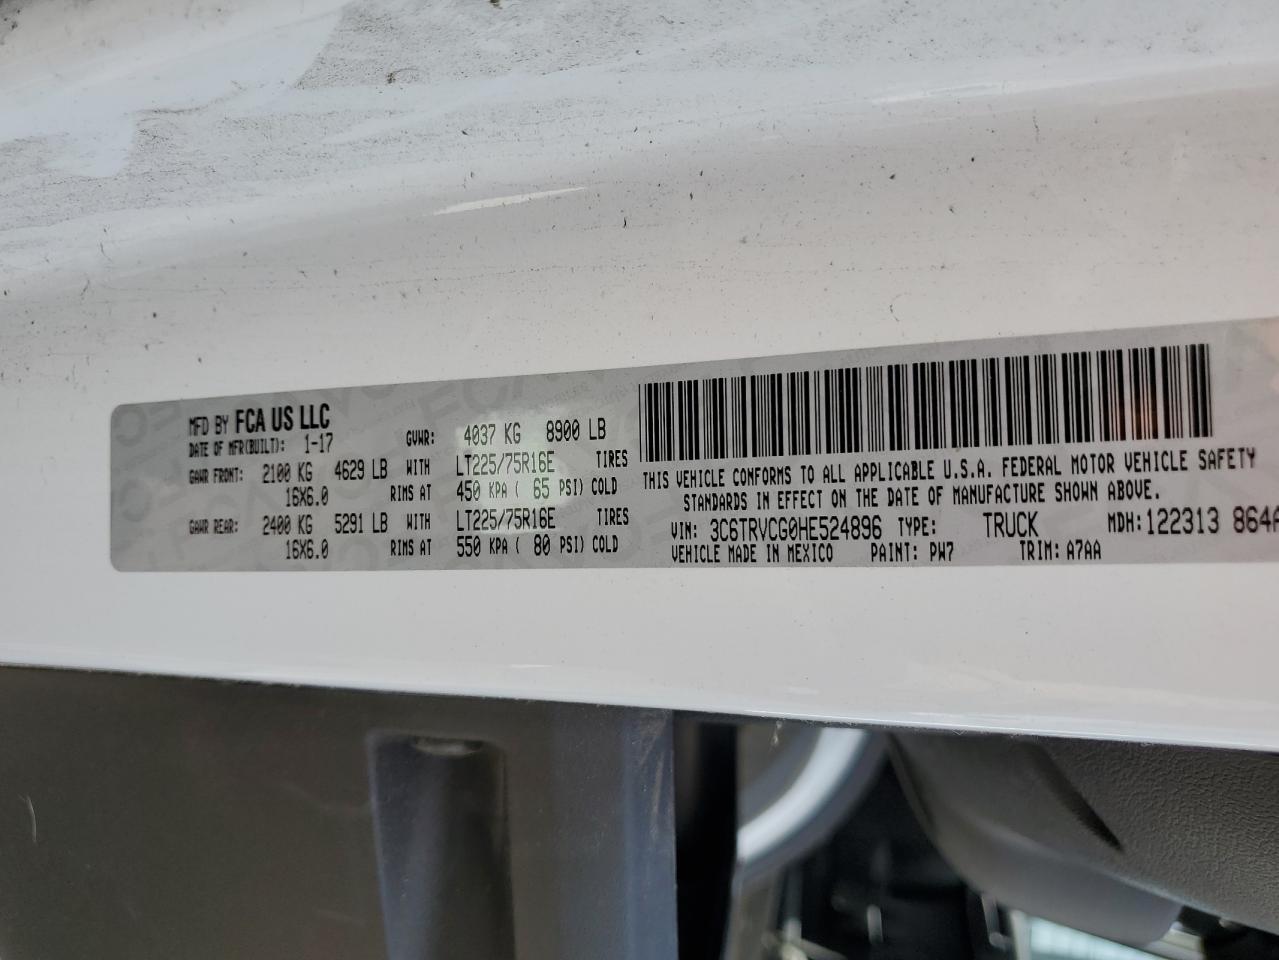 MFD BY FCA US LLC
DATE OF MFR(BUILT): 1-17 GVWR: 4037 KG 8900 LB
GAWR FRONT: 2100 KG 4629 LB WITH LT225/75R16E TIRES
16X6.0 RIMS AT 450 KPA ( 65 PSI) COLD
GAWR REAR: 2400 KG 5291 LB WITH LT225/75R16E TIRES
16X6.0 RIMS AT 550 KPA ( 80 PSI) COLD
THIS VEHICLE CONFORMS TO ALL APPLICABLE U.S.A. FEDERAL MOTOR VEHICLE SAFETY
STANDARDS IN EFFECT ON THE DATE OF MANUFACTURE SHOWN ABOVE.
VIN: 3C6TRVCG0HE524896 TYPE: TRUCK MDH: 122313 864A
VEHICLE MADE IN MEXICO PAINT: PW7 TRIM: A7AA